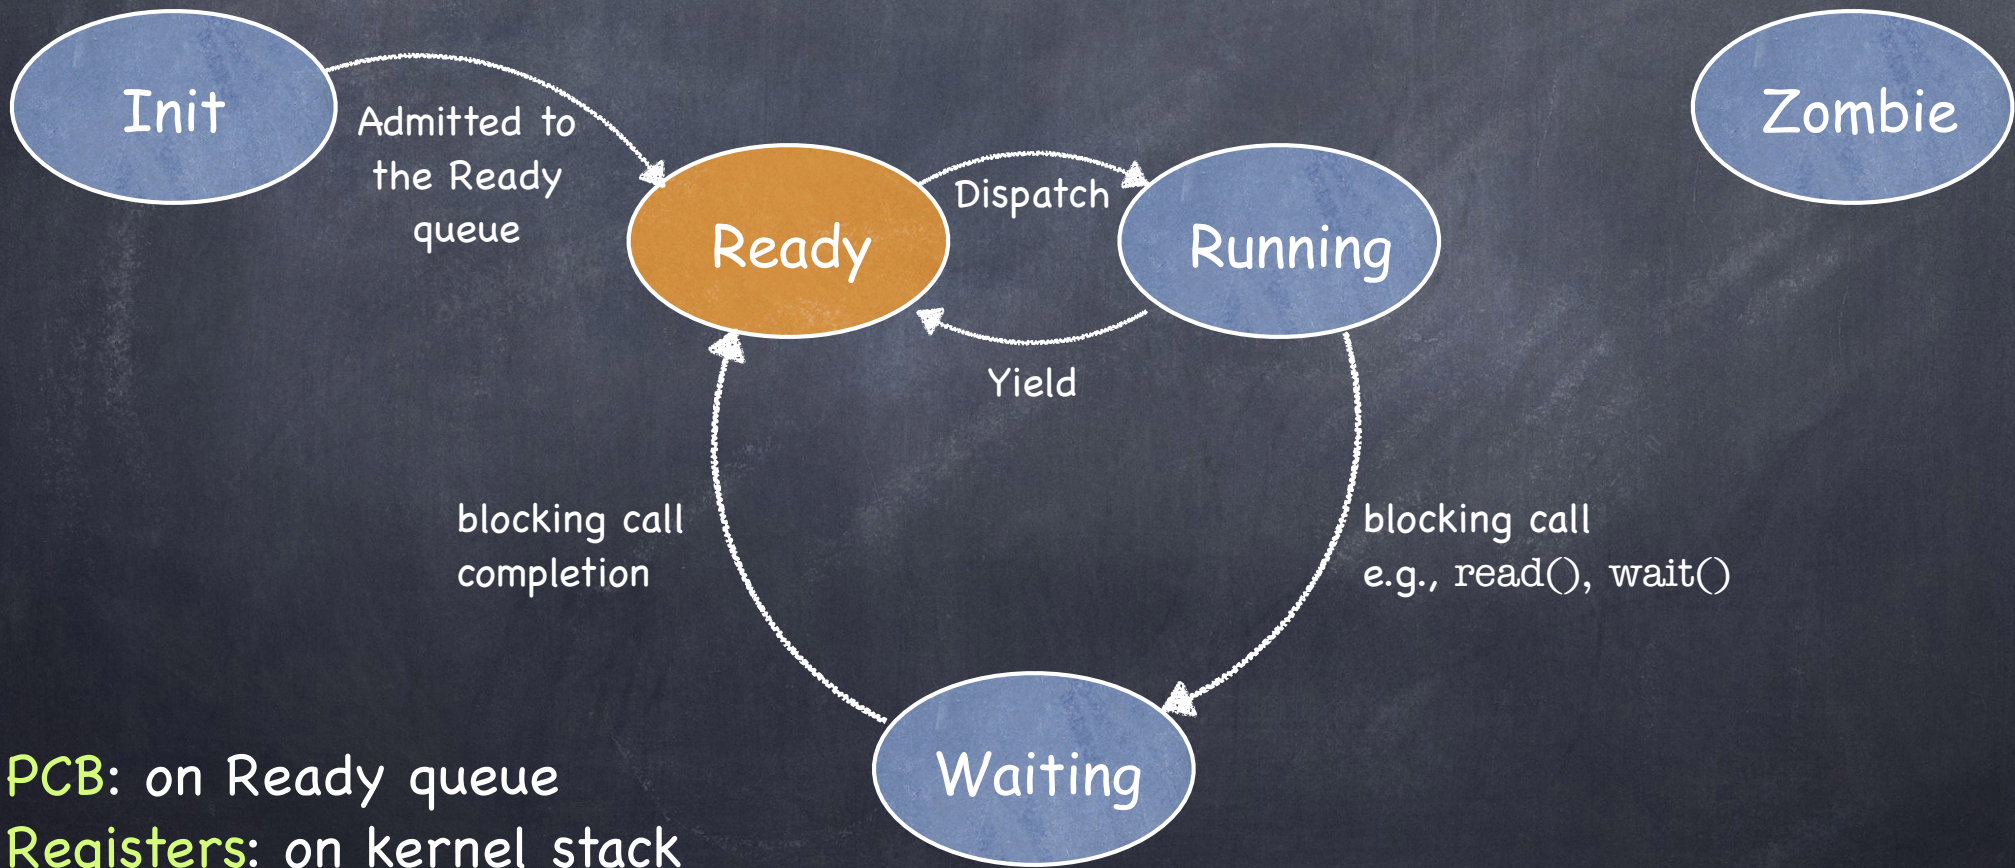 Init
Zombie
Admitted to
the Ready
queue
Dispatch
Ready
Running
Yield
blocking call
completion
blocking call
e.g., read(), wait()
Waiting
PCB: on Ready queue
Registers: on kernel stack